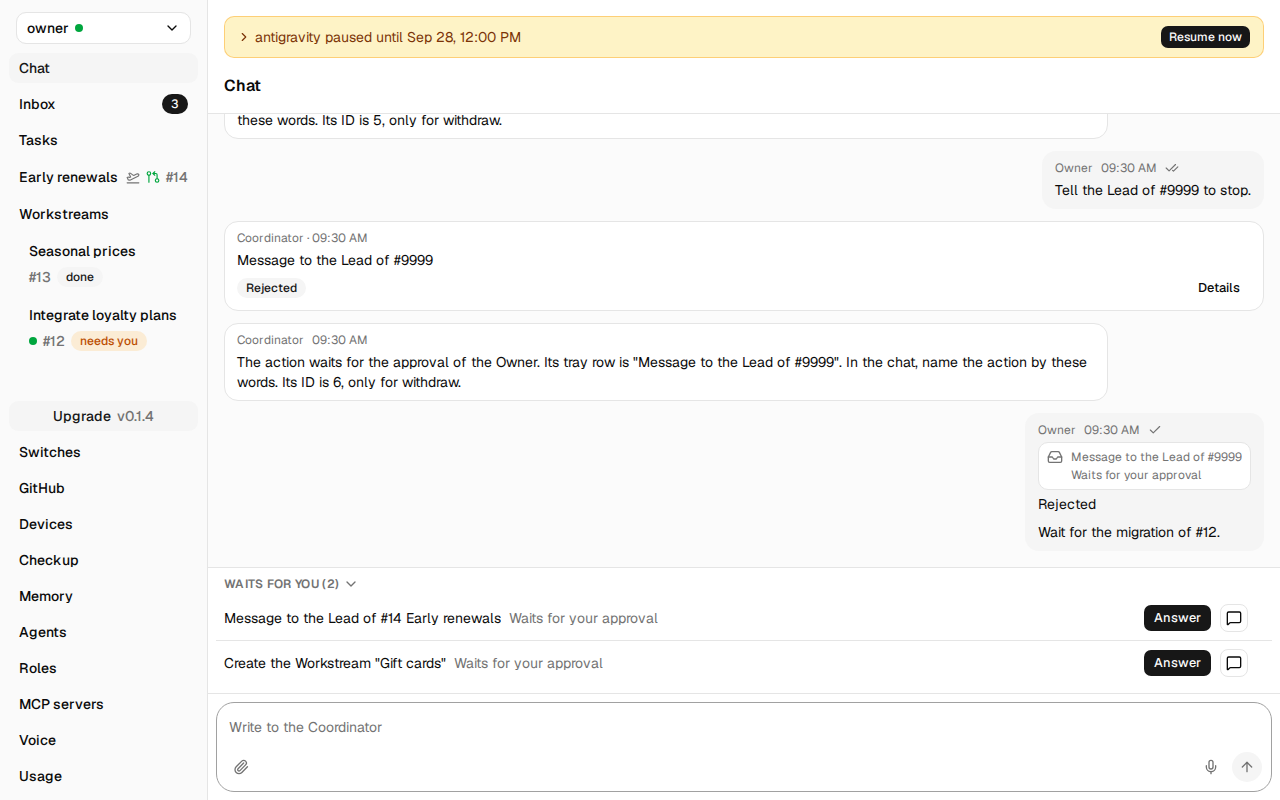 owner
Chat
Inbox 3
Tasks
Early renewals #14
Workstreams
Seasonal prices
#13 done
Integrate loyalty plans
#12 needs you
Upgrade v0.1.4
Switches
GitHub
Devices
Checkup
Memory
Agents
Roles
MCP servers
Voice
Usage
antigravity paused until Sep 28, 12:00 PM
Resume now
Chat
these words. Its ID is 5, only for withdraw.
Owner 09:30 AM
Tell the Lead of #9999 to stop.
Coordinator · 09:30 AM
Message to the Lead of #9999
Rejected Details
Coordinator 09:30 AM
The action waits for the approval of the Owner. Its tray row is "Message to the Lead of #9999". In the chat, name the action by these
words. Its ID is 6, only for withdraw.
Owner 09:30 AM
Message to the Lead of #9999
Waits for your approval
Rejected
Wait for the migration of #12.
WAITS FOR YOU (2)
Message to the Lead of #14 Early renewals Waits for your approval Answer
Create the Workstream "Gift cards" Waits for your approval Answer
Write to the Coordinator